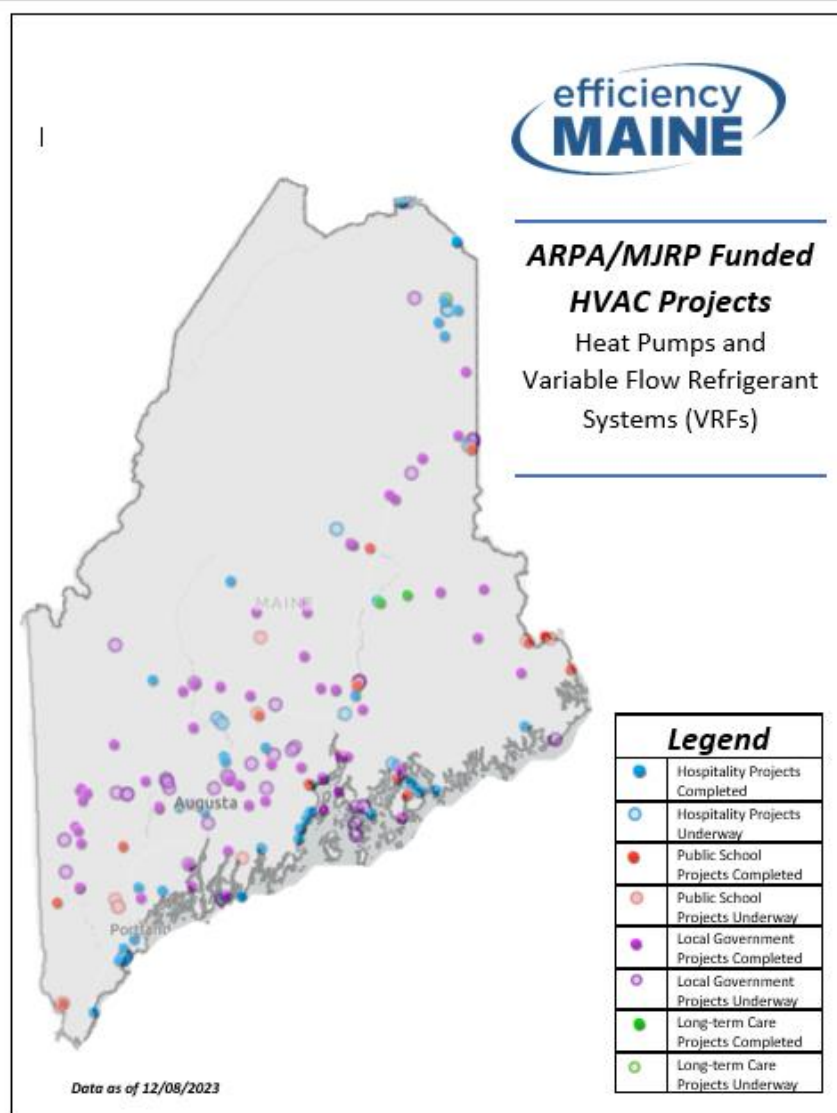 efficiency
MAINE
ARPA/MJRP Funded
HVAC Projects
Heat Pumps and
Variable Flow Refrigerant
Systems (VRFs)
MAINE
Augusta
Portland
Legend
Hospitality Projects
Completed
Hospitality Projects
Underway
Public School
Projects Completed
Public School
Projects Underway
Local Government
Projects Completed
Local Government
Projects Underway
Long-term Care
Projects Completed
Long-term Care
Projects Underway
Data as of 12/08/2023